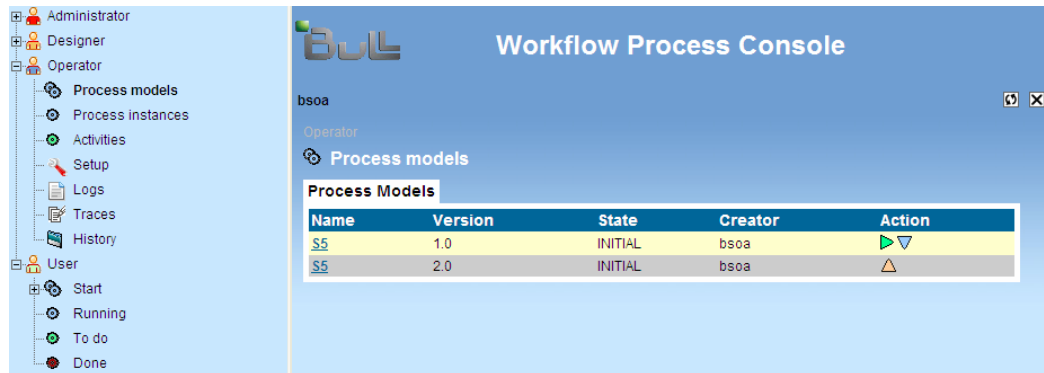 Administrator
Designer
Operator
Process models
Process instances
Activities
Setup
Logs
Traces
History
User
Start
Running
To do
Done
Bull
Workflow Process Console
bsoa
Operator
Process models
Process Models
Name Version State Creator Action
S5 1.0 INITIAL bsoa
S5 2.0 INITIAL bsoa